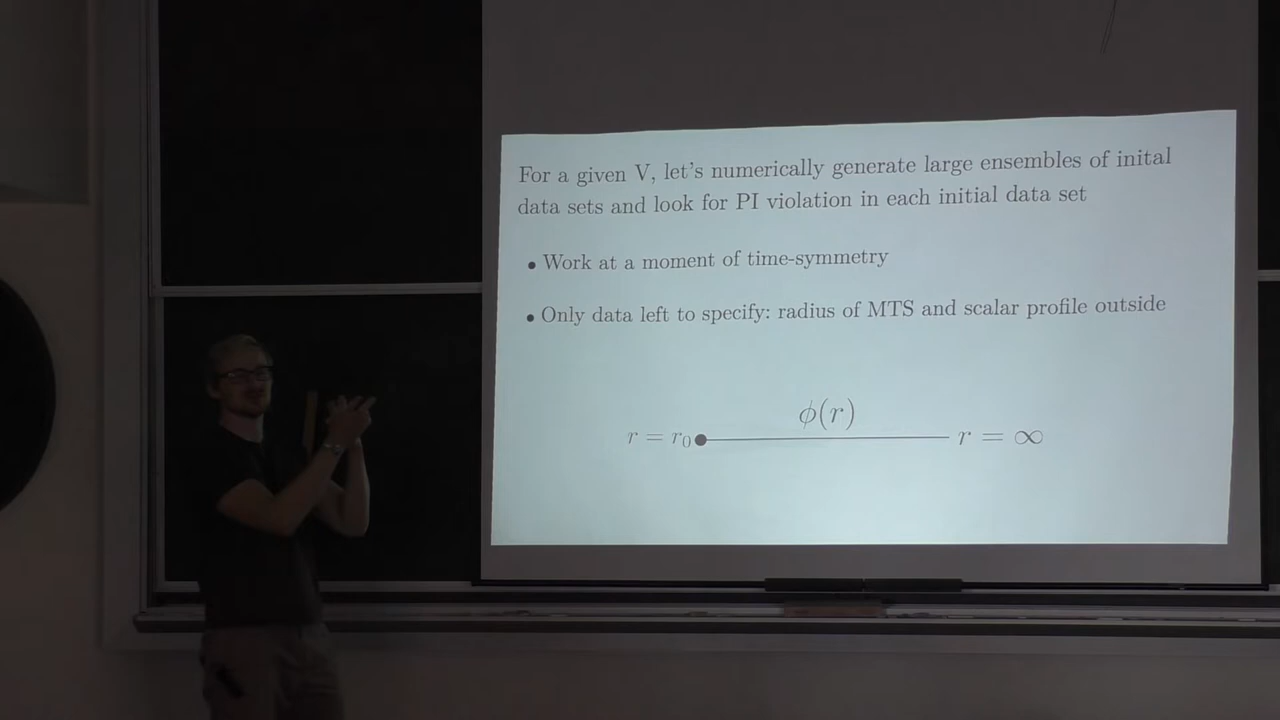 For a given V, let's numerically generate large ensembles of inital
data sets and look for PI violation in each initial data set
• Work at a moment of time-symmetry
• Only data left to specify: radius of MTS and scalar profile outside
ϕ(r)
r = r₀ r = ∞